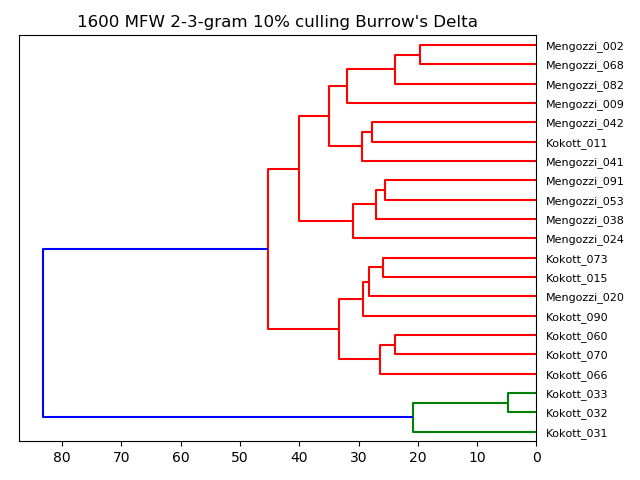 1600 MFW 2-3-gram 10% culling Burrow's Delta
Mengozzi_002
Mengozzi_068
Mengozzi_082
Mengozzi_009
Mengozzi_042
Kokott_011
Mengozzi_041
Mengozzi_091
Mengozzi_053
Mengozzi_038
Mengozzi_024
Kokott_073
Kokott_015
Mengozzi_020
Kokott_090
Kokott_060
Kokott_070
Kokott_066
Kokott_033
Kokott_032
Kokott_031
80 70 60 50 40 30 20 10 0